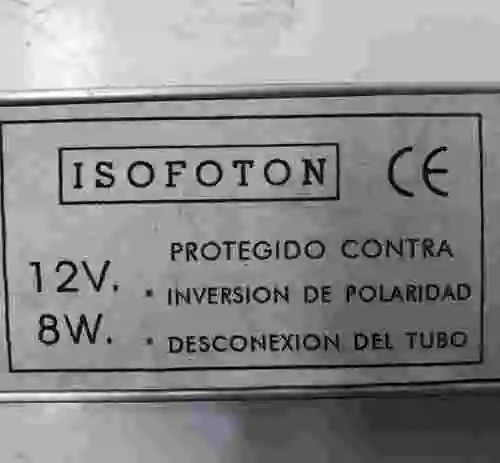 ISOFOTON CE
PROTEGIDO CONTRA
12V. · INVERSION DE POLARIDAD
8W. · DESCONEXION DEL TUBO